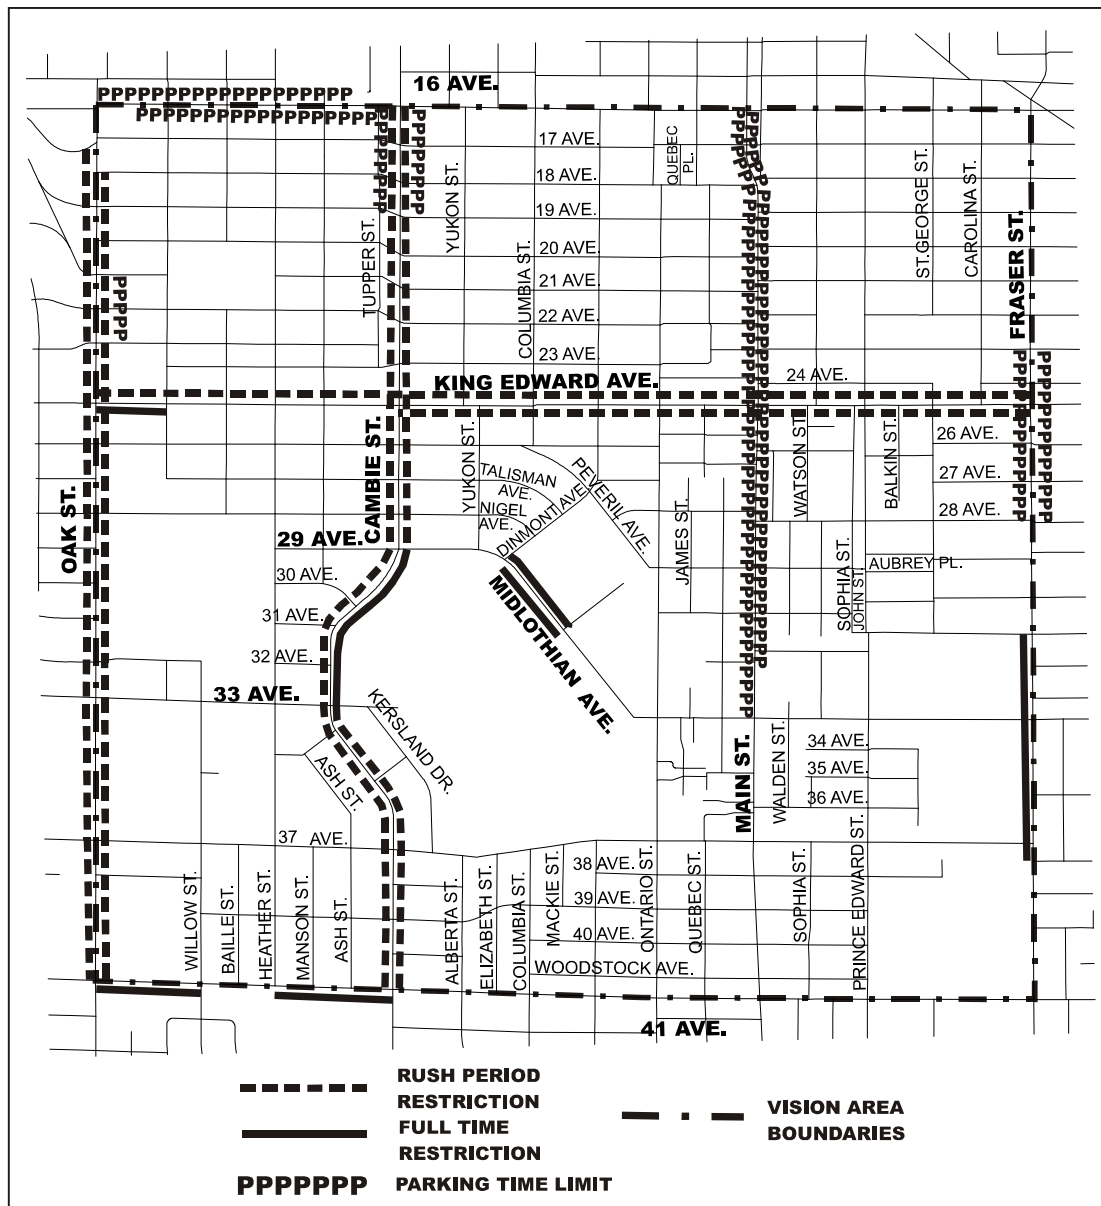 16 AVE.
PPPPPPPPPPPPPPPPPPP
PPPPPPPPPPPPPPPPPP
17 AVE.
QUEBEC
PL.
18 AVE.
YUKON ST.
19 AVE.
ST.GEORGE ST.
CAROLINA ST.
TUPPER ST.
20 AVE.
COLUMBIA ST.
21 AVE.
FRASER ST.
PPPPP
22 AVE.
23 AVE.
KING EDWARD AVE.
24 AVE.
CAMBIE ST.
YUKON ST.
WATSON ST.
BALKIN ST.
26 AVE.
PEVERIL AVE.
TALISMAN
AVE.
27 AVE.
NIGEL
AVE.
DINMONT AVE.
28 AVE.
OAK ST.
29 AVE.
JAMES ST.
SOPHIA ST.
JOHN ST.
AUBREY PL.
30 AVE.
MIDLOTHIAN AVE.
31 AVE.
32 AVE.
33 AVE.
KERSLAND DR.
MAIN ST.
WALDEN ST.
34 AVE.
ASH ST.
35 AVE.
36 AVE.
37 AVE.
38 AVE.
WILLOW ST.
BAILLE ST.
HEATHER ST.
MANSON ST.
ASH ST.
ALBERTA ST.
ELIZABETH ST.
COLUMBIA ST.
MACKIE ST.
39 AVE.
ONTARIO ST.
QUEBEC ST.
SOPHIA ST.
PRINCE EDWARD ST.
40 AVE.
WOODSTOCK AVE.
41 AVE.
RUSH PERIOD
RESTRICTION
FULL TIME
RESTRICTION
VISION AREA
BOUNDARIES
PPPPPPP PARKING TIME LIMIT